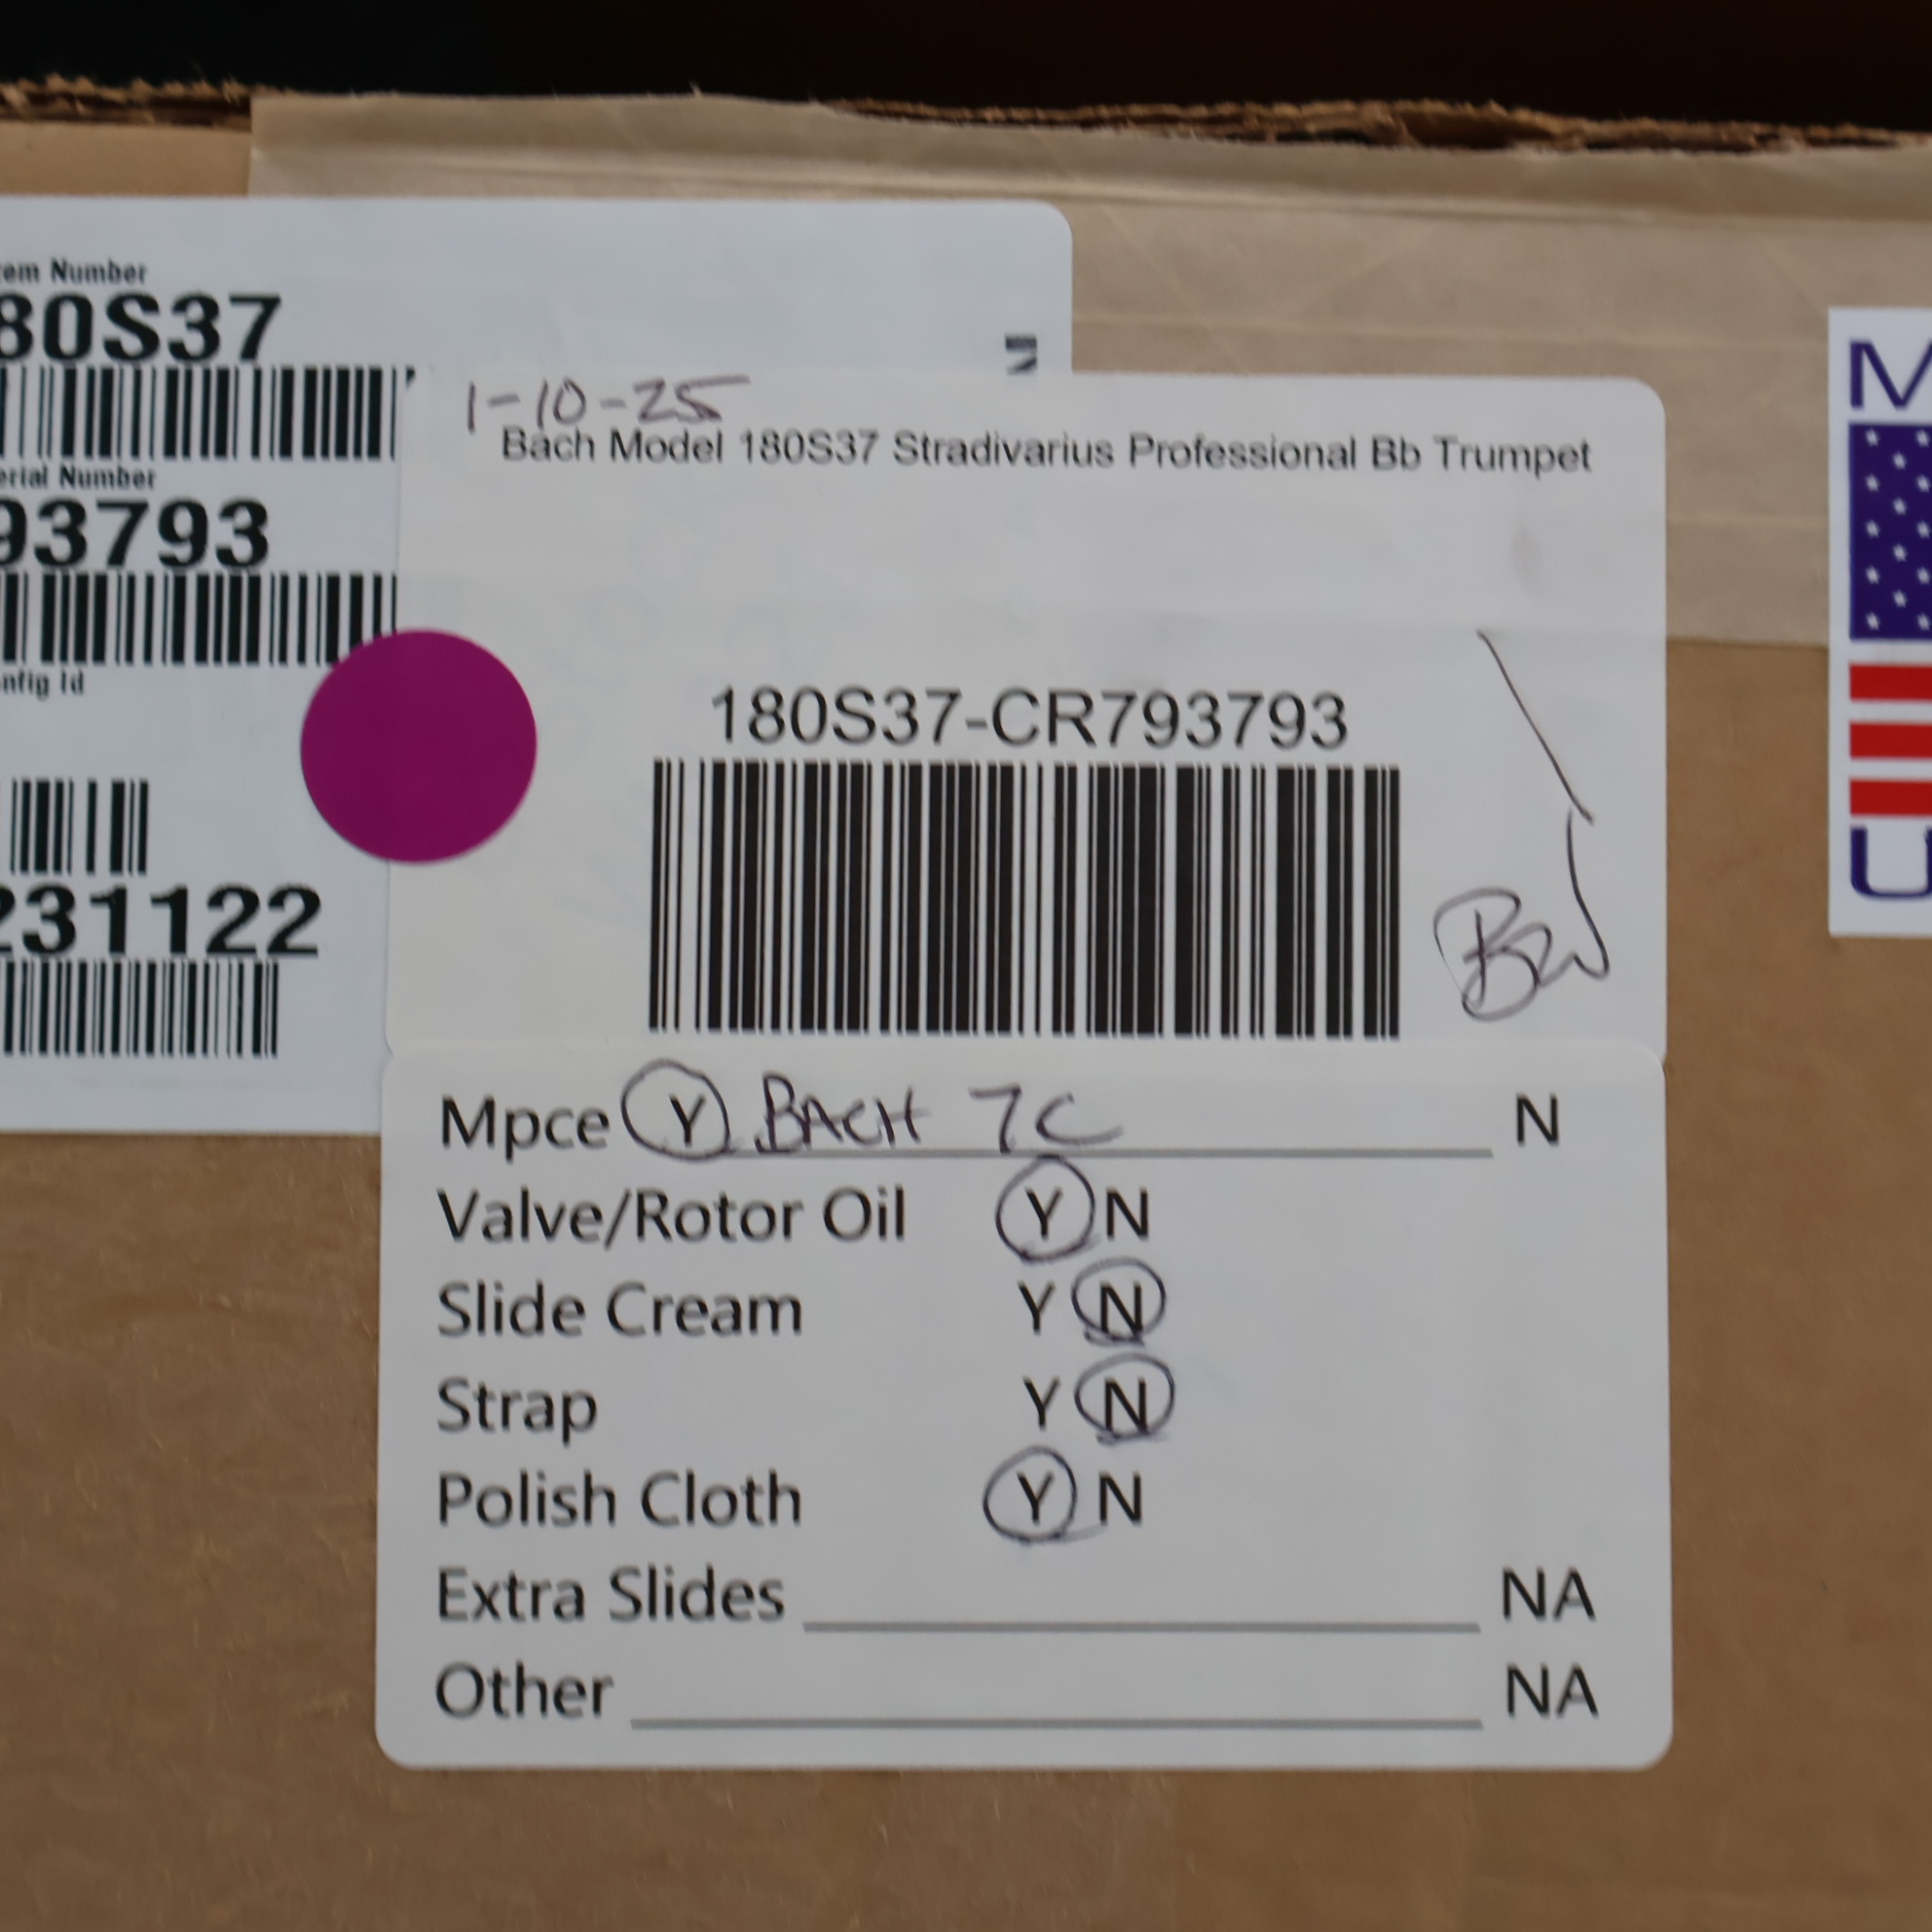 em Number
80S37
erial Number
93793
nfig Id
231122
1-10-25
Bach Model 180S37 Stradivarius Professional Bb Trumpet
180S37-CR793793
BW
Mpce Y BACH 7C N
Valve/Rotor Oil Y N
Slide Cream Y N
Strap Y N
Polish Cloth Y N
Extra Slides NA
Other NA
M
U